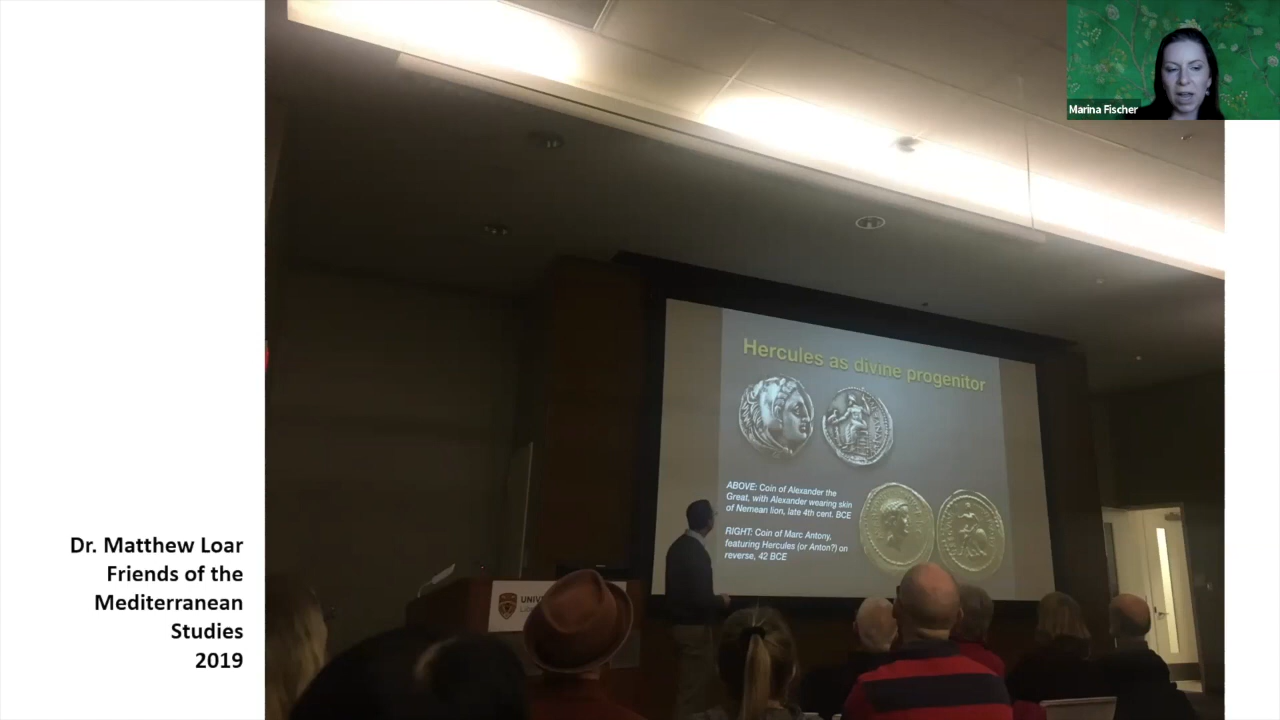 Marina Fischer
Hercules as divine progenitor
ABOVE: Coin of Alexander the
Great, with Alexander wearing skin
of Nemean lion, late 4th cent. BCE
RIGHT: Coin of Marc Antony,
featuring Hercules (or Anton?) on
reverse, 42 BCE
Dr. Matthew Loar
Friends of the
Mediterranean
Studies
2019